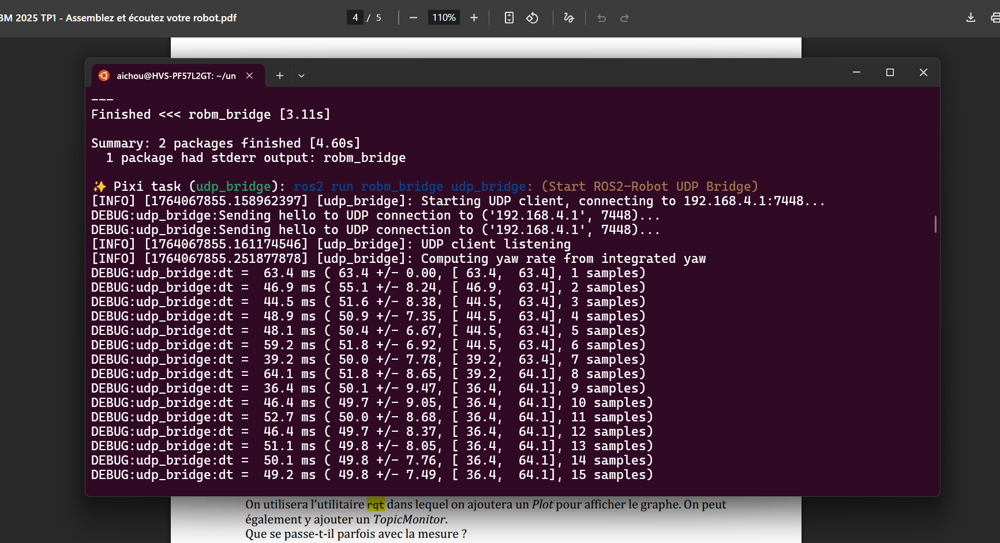 3M 2025 TP1 - Assemblez et écoutez votre robot.pdf
4 / 5
110%
aichou@HVS-PF57L2GT: ~/un
---
Finished <<< robm_bridge [3.11s]
Summary: 2 packages finished [4.60s]
1 package had stderr output: robm_bridge
✨ Pixi task (udp_bridge): ros2 run robm_bridge udp_bridge: (Start ROS2-Robot UDP Bridge)
[INFO] [1764067855.158962397] [udp_bridge]: Starting UDP client, connecting to 192.168.4.1:7448...
DEBUG:udp_bridge:Sending hello to UDP connection to ('192.168.4.1', 7448)...
DEBUG:udp_bridge:Sending hello to UDP connection to ('192.168.4.1', 7448)...
[INFO] [1764067855.161174546] [udp_bridge]: UDP client listening
[INFO] [1764067855.251877878] [udp_bridge]: Computing yaw rate from integrated yaw
DEBUG:udp_bridge:dt =  63.4 ms ( 63.4 +/- 0.00, [ 63.4,  63.4], 1 samples)
DEBUG:udp_bridge:dt =  46.9 ms ( 55.1 +/- 8.24, [ 46.9,  63.4], 2 samples)
DEBUG:udp_bridge:dt =  44.5 ms ( 51.6 +/- 8.38, [ 44.5,  63.4], 3 samples)
DEBUG:udp_bridge:dt =  48.9 ms ( 50.9 +/- 7.35, [ 44.5,  63.4], 4 samples)
DEBUG:udp_bridge:dt =  48.1 ms ( 50.4 +/- 6.67, [ 44.5,  63.4], 5 samples)
DEBUG:udp_bridge:dt =  59.2 ms ( 51.8 +/- 6.92, [ 44.5,  63.4], 6 samples)
DEBUG:udp_bridge:dt =  39.2 ms ( 50.0 +/- 7.78, [ 39.2,  63.4], 7 samples)
DEBUG:udp_bridge:dt =  64.1 ms ( 51.8 +/- 8.65, [ 39.2,  64.1], 8 samples)
DEBUG:udp_bridge:dt =  36.4 ms ( 50.1 +/- 9.47, [ 36.4,  64.1], 9 samples)
DEBUG:udp_bridge:dt =  46.4 ms ( 49.7 +/- 9.05, [ 36.4,  64.1], 10 samples)
DEBUG:udp_bridge:dt =  52.7 ms ( 50.0 +/- 8.68, [ 36.4,  64.1], 11 samples)
DEBUG:udp_bridge:dt =  46.4 ms ( 49.7 +/- 8.37, [ 36.4,  64.1], 12 samples)
DEBUG:udp_bridge:dt =  51.1 ms ( 49.8 +/- 8.05, [ 36.4,  64.1], 13 samples)
DEBUG:udp_bridge:dt =  50.1 ms ( 49.8 +/- 7.76, [ 36.4,  64.1], 14 samples)
DEBUG:udp_bridge:dt =  49.2 ms ( 49.8 +/- 7.49, [ 36.4,  64.1], 15 samples)
On utilisera l'utilitaire rqt dans lequel on ajoutera un Plot pour afficher le graphe. On peut
également y ajouter un TopicMonitor.
Que se passe-t-il parfois avec la mesure ?